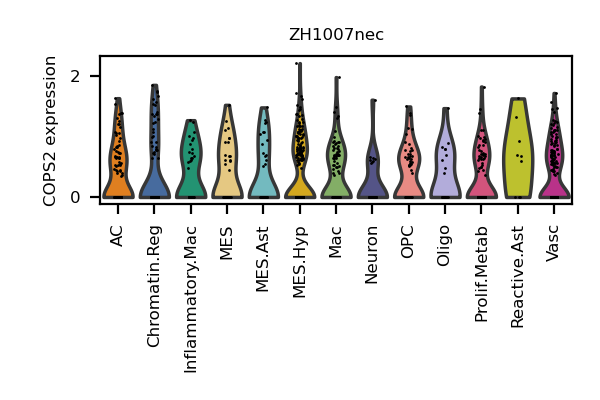 ZH1007nec
COPS2 expression
2
0
AC
Chromatin.Reg
Inflammatory.Mac
MES
MES.Ast
MES.Hyp
Mac
Neuron
OPC
Oligo
Prolif.Metab
Reactive.Ast
Vasc